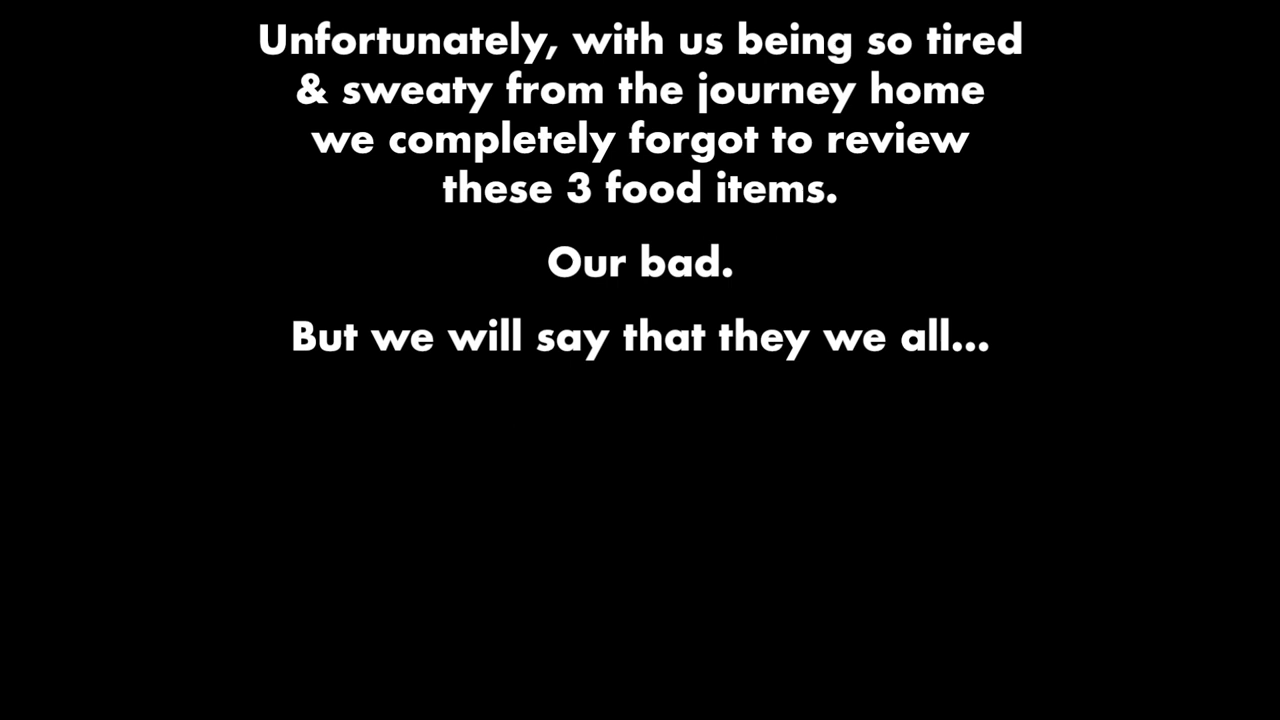 Unfortunately, with us being so tired
& sweaty from the journey home
we completely forgot to review
these 3 food items.
Our bad.
But we will say that they we all...